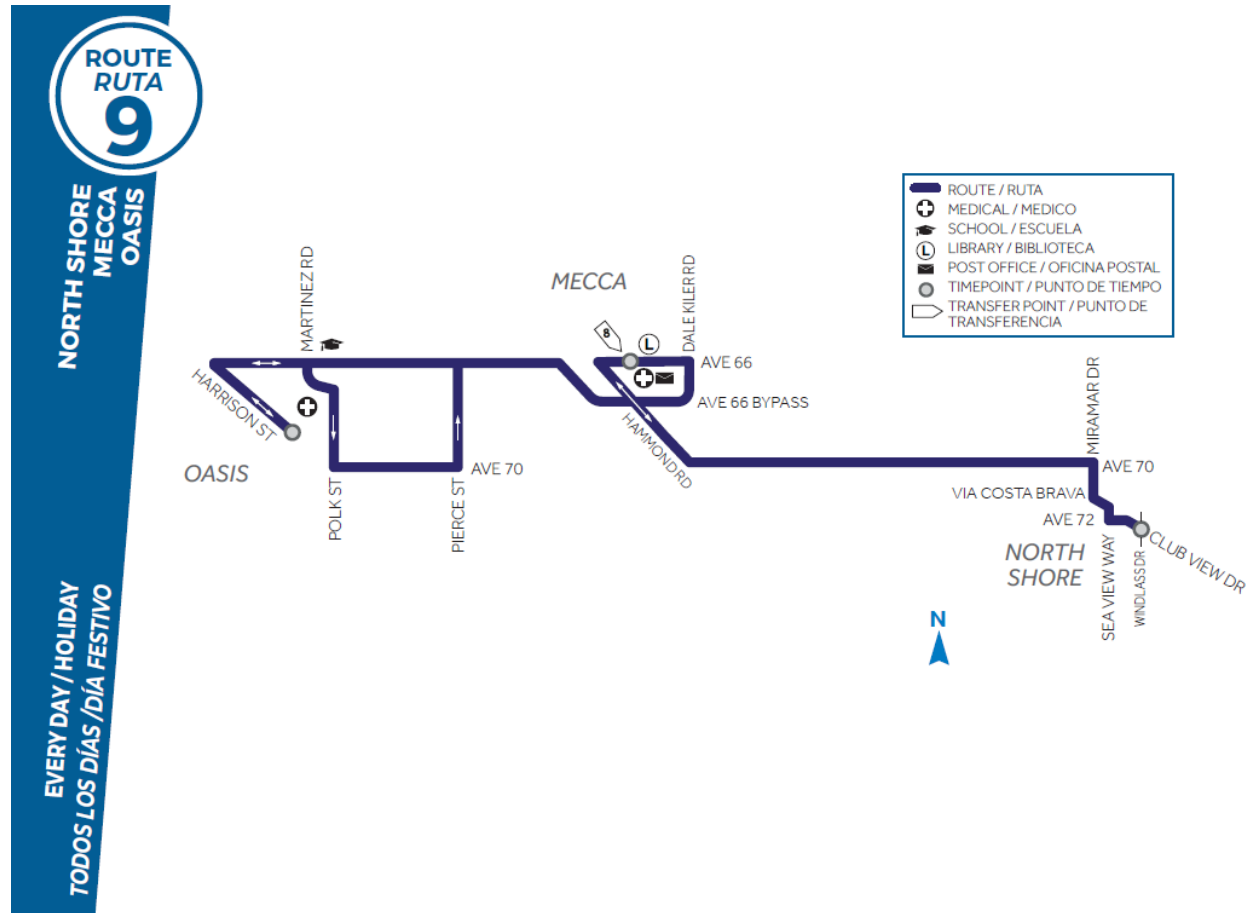 ROUTE
RUTA
9
NORTH SHORE
MECCA
OASIS
EVERY DAY / HOLIDAY
TODOS LOS DÍAS /DÍA FESTIVO
ROUTE / RUTA
MEDICAL / MEDICO
SCHOOL / ESCUELA
L
LIBRARY / BIBLIOTECA
POST OFFICE / OFICINA POSTAL
TIMEPOINT / PUNTO DE TIEMPO
TRANSFER POINT / PUNTO DE
TRANSFERENCIA
MARTINEZ RD
MECCA
DALE KILER RD
8
L
AVE 66
HARRISON ST
AVE 66 BYPASS
HAMMOND RD
MIRAMAR DR
OASIS
POLK ST
PIERCE ST
AVE 70
AVE 70
VIA COSTA BRAVA
AVE 72
NORTH
SHORE
SEA VIEW WAY
WINDLASS DR
CLUB VIEW DR
N